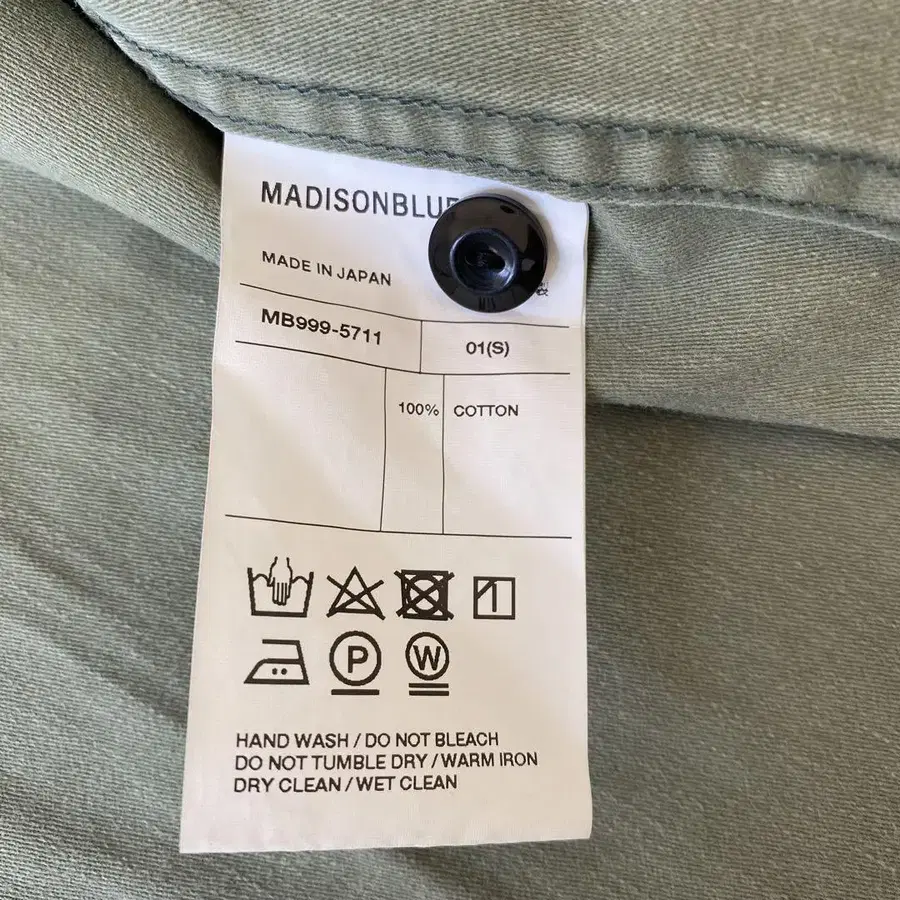 MADISONBLUE
MADE IN JAPAN
MB999-5711
01(S)
100% COTTON
P W
HAND WASH / DO NOT BLEACH
DO NOT TUMBLE DRY / WARM IRON
DRY CLEAN / WET CLEAN